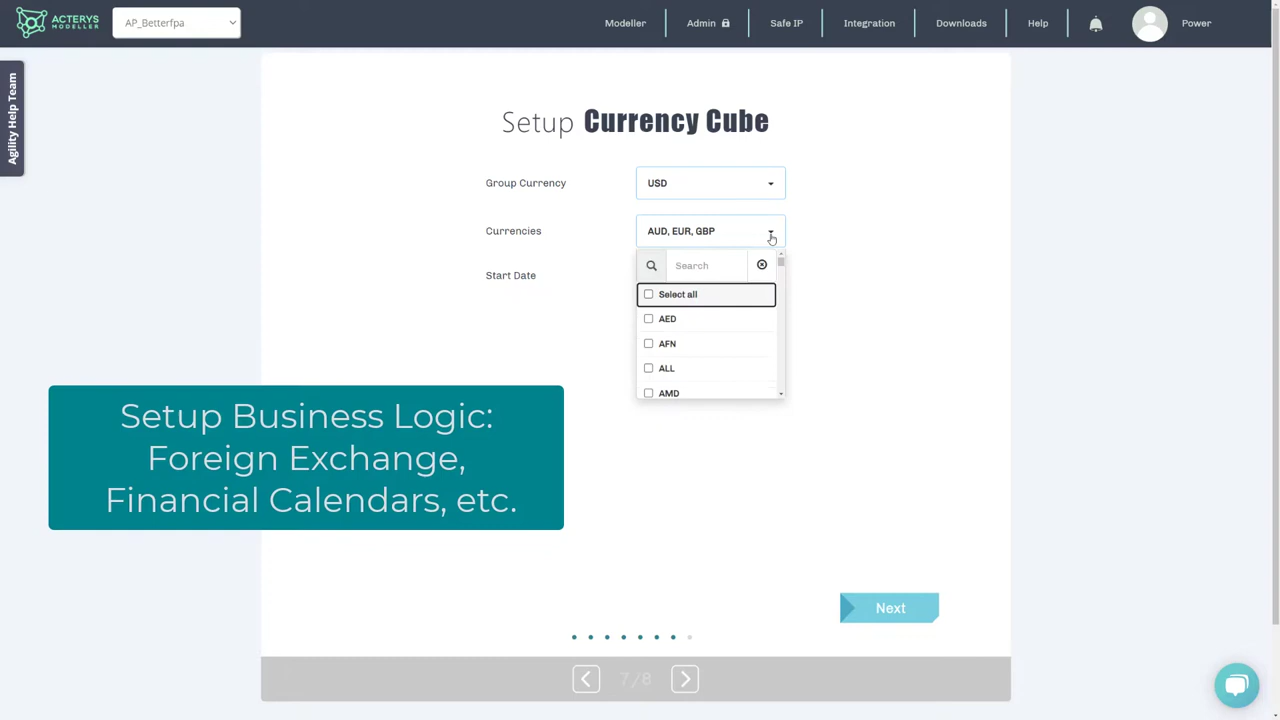 ACTERYS
MODELLER
AP_Betterfpa
Modeller
Admin
Safe IP
Integration
Downloads
Help
Power
Agility Help Team
Setup Currency Cube
Group Currency
USD
Currencies
AUD, EUR, GBP
Search
Start Date
Select all
AED
AFN
ALL
AMD
Setup Business Logic:
Foreign Exchange,
Financial Calendars, etc.
Next
7/8